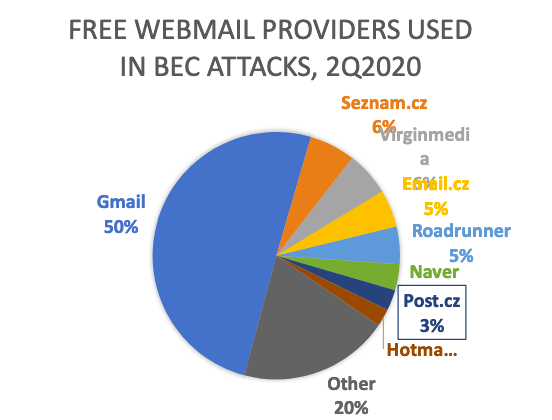 FREE WEBMAIL PROVIDERS USED
IN BEC ATTACKS, 2Q2020
Seznam.cz
6%
Virginmedi
a
6%
Email.cz
5%
Gmail
50%
Roadrunner
5%
Naver
Post.cz
3%
Hotma...
Other
20%